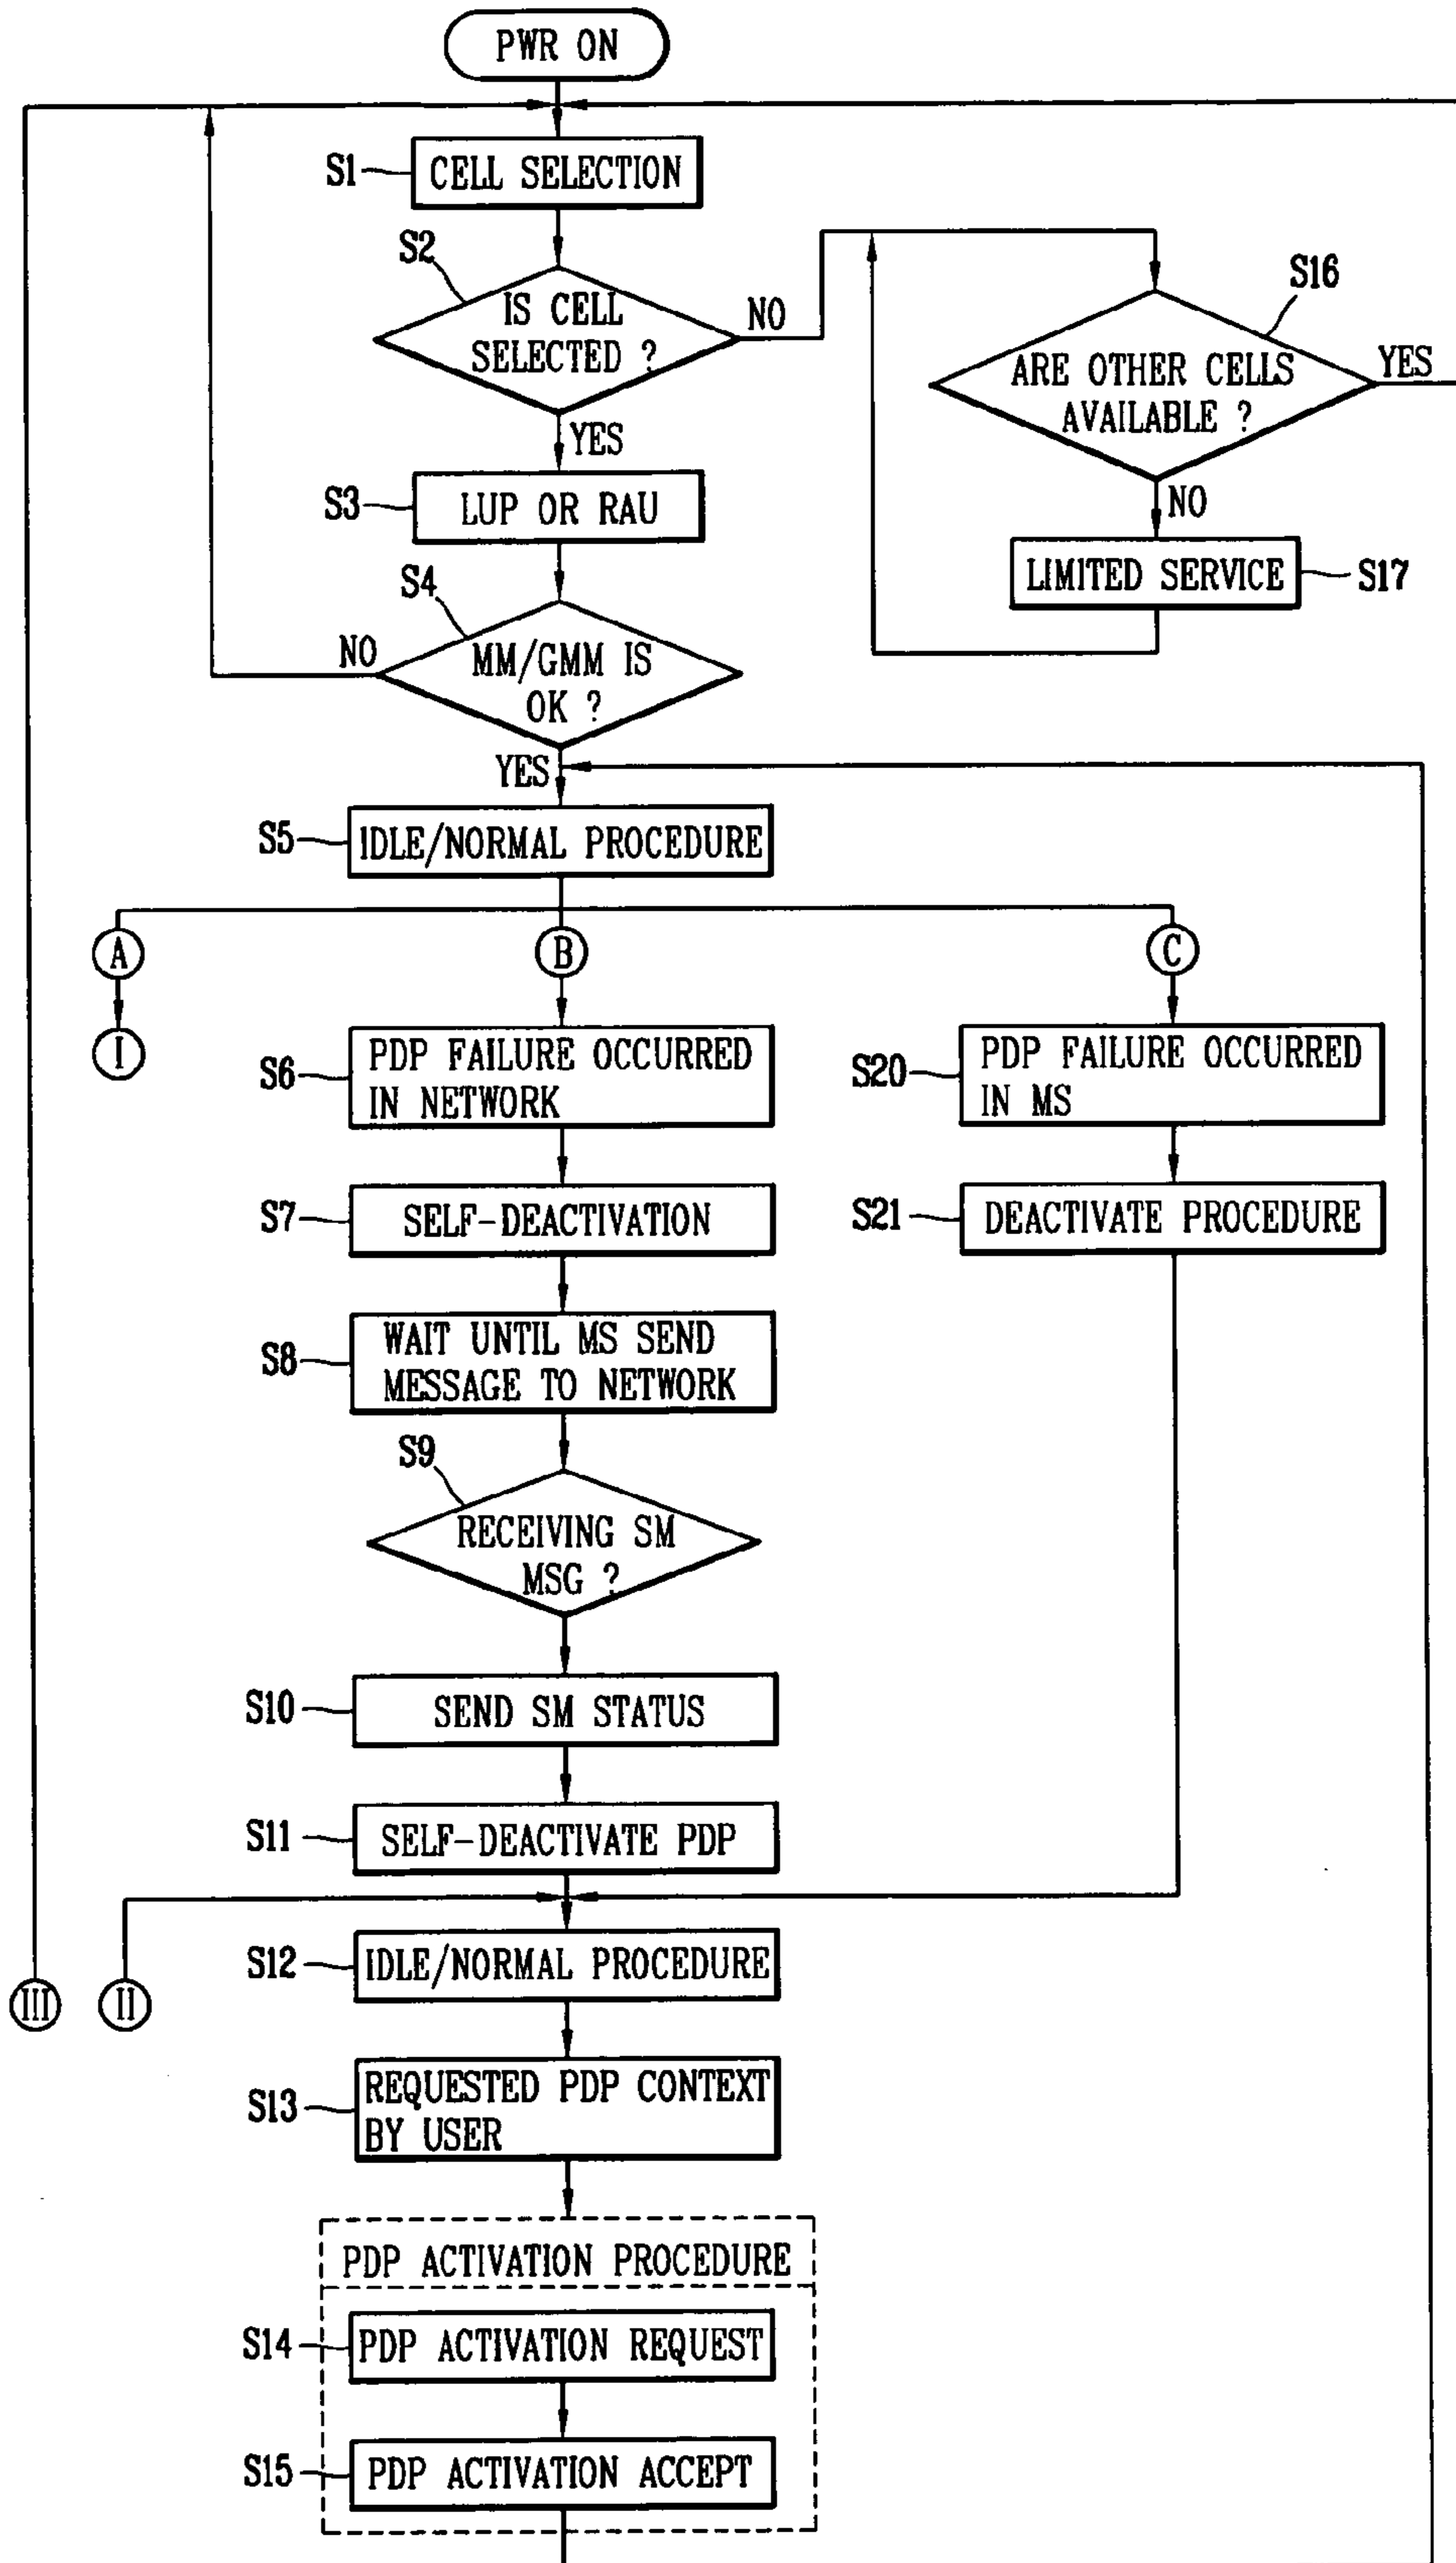 PWR ON
S1
CELL SELECTION
S2
IS CELL
SELECTED ?
NO
YES
S16
ARE OTHER CELLS
AVAILABLE ?
YES
NO
LIMITED SERVICE
S17
S3
LUP OR RAU
S4
MM/GMM IS
OK ?
NO
YES
S5
IDLE/NORMAL PROCEDURE
A
B
C
I
S6
PDP FAILURE OCCURRED
IN NETWORK
S20
PDP FAILURE OCCURRED
IN MS
S7
SELF-DEACTIVATION
S21
DEACTIVATE PROCEDURE
S8
WAIT UNTIL MS SEND
MESSAGE TO NETWORK
S9
RECEIVING SM
MSG ?
S10
SEND SM STATUS
S11
SELF-DEACTIVATE PDP
S12
IDLE/NORMAL PROCEDURE
III
II
S13
REQUESTED PDP CONTEXT
BY USER
PDP ACTIVATION PROCEDURE
S14
PDP ACTIVATION REQUEST
S15
PDP ACTIVATION ACCEPT